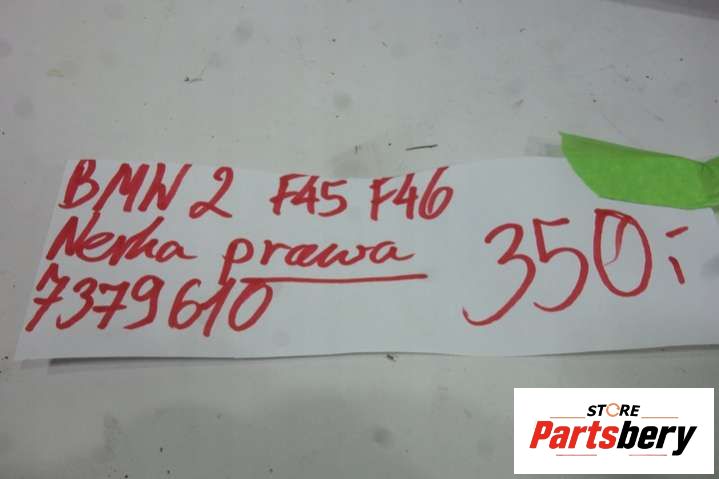 BMW 2 F45 F46
Nerka prawa
7379610
350,-
STORE
Partsbery